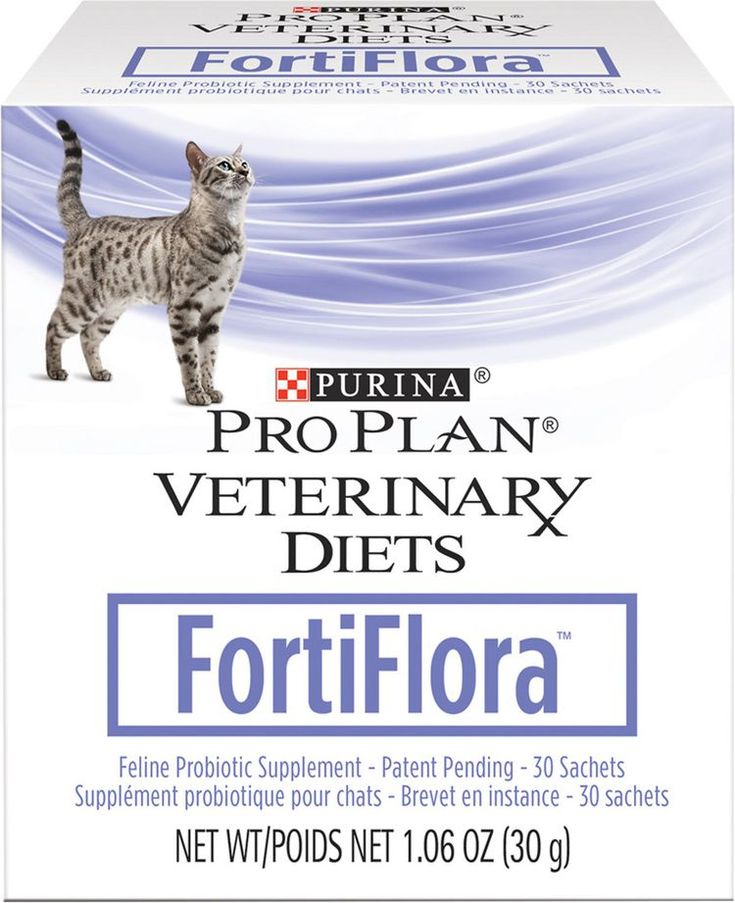 PURINA
PRO PLAN®
VETERINARY
DIETS
FortiFlora™
Feline Probiotic Supplement - Patent Pending - 30 Sachets
Supplément probiotique pour chats - Brevet en instance - 30 sachets
PURINA®
PRO PLAN®
VETERINARY
DIETS
FortiFlora™
Feline Probiotic Supplement - Patent Pending - 30 Sachets
Supplément probiotique pour chats - Brevet en instance - 30 sachets
NET WT/POIDS NET 1.06 OZ (30 g)